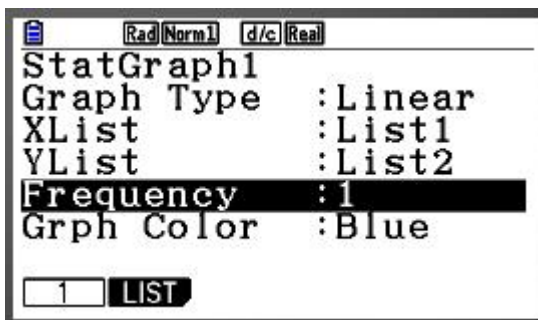 Rad Norm1 d/c Real
StatGraph1
Graph Type :Linear
XList :List1
YList :List2
Frequency :1
Grph Color :Blue
1 LIST